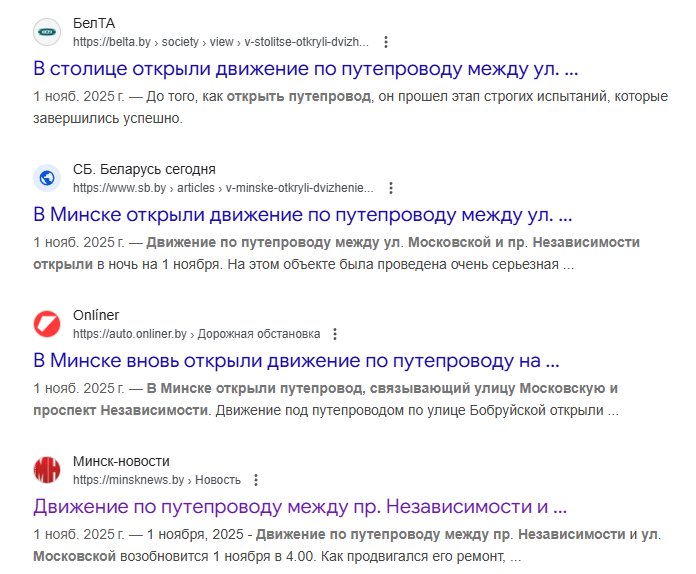 БелТА
https://belta.by › society › view › v-stolitse-otkryli-dvizh...
В столице открыли движение по путепроводу между ул. ...
1 нояб. 2025 г. — До того, как открыть путепровод, он прошел этап строгих испытаний, которые
завершились успешно.
СБ. Беларусь сегодня
https://www.sb.by › articles › v-minske-otkryli-dvizhenie...
В Минске открыли движение по путепроводу между ул. ...
1 нояб. 2025 г. — Движение по путепроводу между ул. Московской и пр. Независимости
открыли в ночь на 1 ноября. На этом объекте была проведена очень серьезная ...
Onlíner
https://auto.onliner.by › Дорожная обстановка
В Минске вновь открыли движение по путепроводу на ...
1 нояб. 2025 г. — В Минске открыли путепровод, связывающий улицу Московскую и
проспект Независимости. Движение под путепроводом по улице Бобруйской открыли ...
Минск-новости
https://minsknews.by › Новость
Движение по путепроводу между пр. Независимости и ...
1 нояб. 2025 г. — 1 ноября, 2025 - Движение по путепроводу между пр. Независимости и ул.
Московской возобновится 1 ноября в 4.00. Как продвигался его ремонт, ...